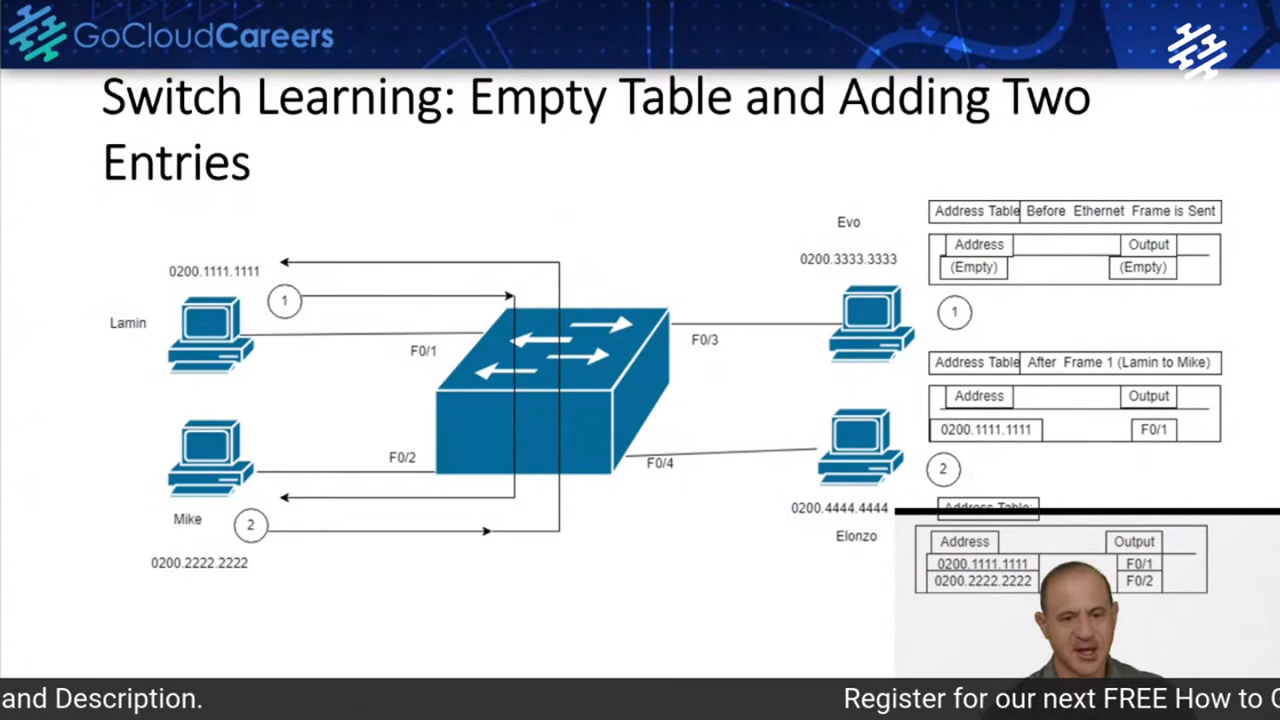 GoCloudCareers
Switch Learning: Empty Table and Adding Two
Entries
Evo
0200.3333.3333
0200.1111.1111
1
Lamin
F0/1
F0/3
F0/2
F0/4
Mike
2
0200.2222.2222
0200.4444.4444
Elonzo
Address Table Before Ethernet Frame is Sent
Address Output
(Empty) (Empty)
1
Address Table After Frame 1 (Lamin to Mike)
Address Output
0200.1111.1111 F0/1
2
Address Table:
Address Output
0200.1111.1111 F0/1
0200.2222.2222 F0/2
and Description. Register for our next FREE How to